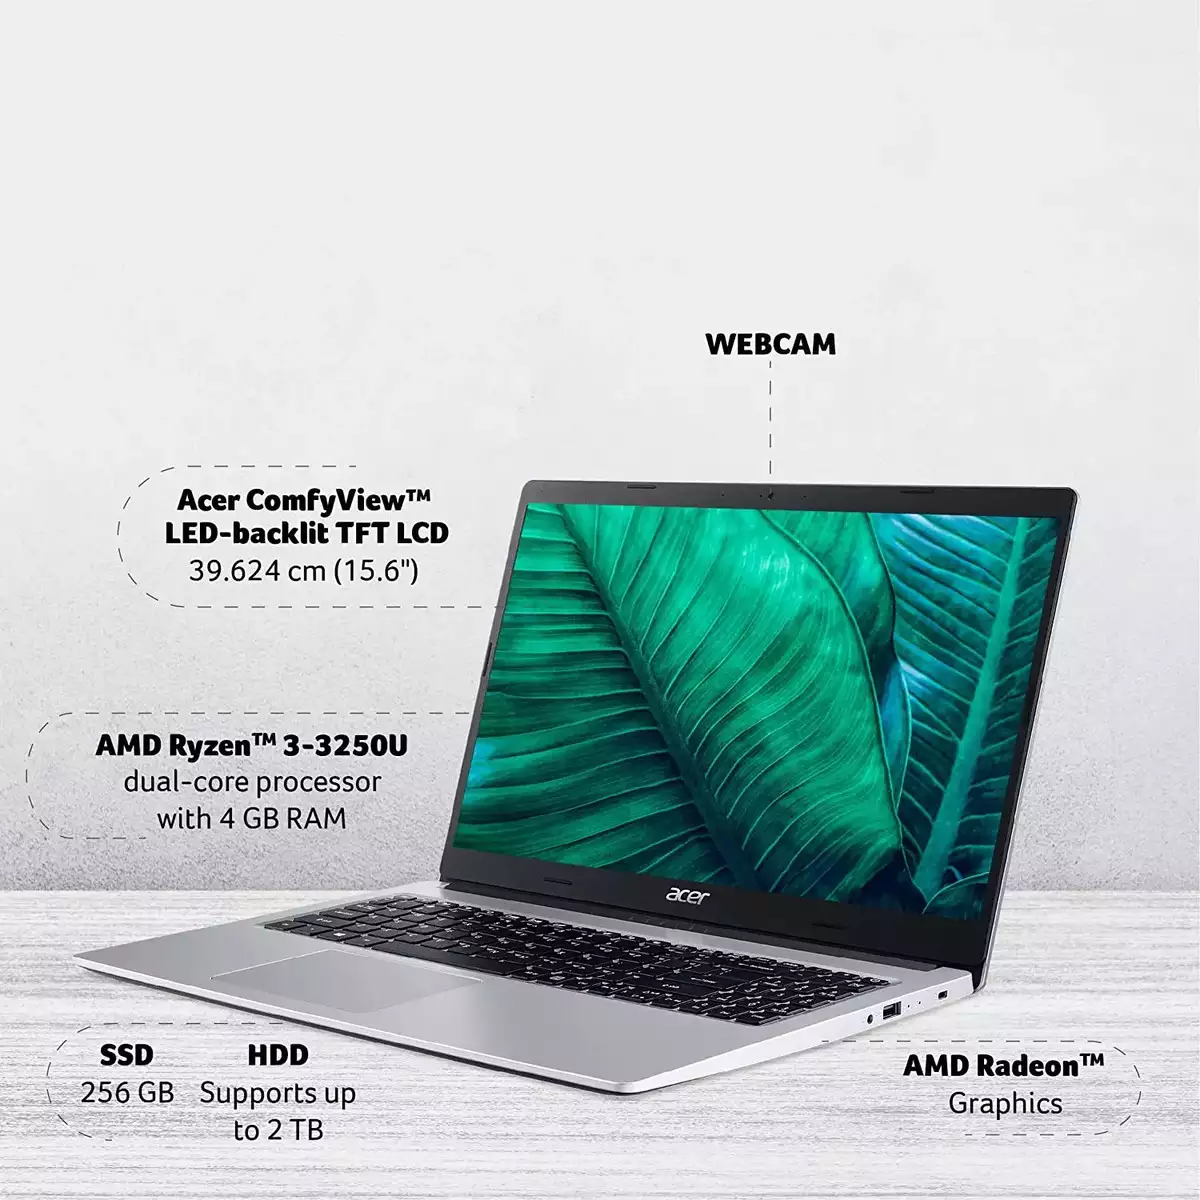 WEBCAM
Acer ComfyView™
LED-backlit TFT LCD
39.624 cm (15.6")
AMD Ryzen™ 3-3250U
dual-core processor
with 4 GB RAM
acer
SSD
256 GB
HDD
Supports up
to 2 TB
AMD Radeon™
Graphics